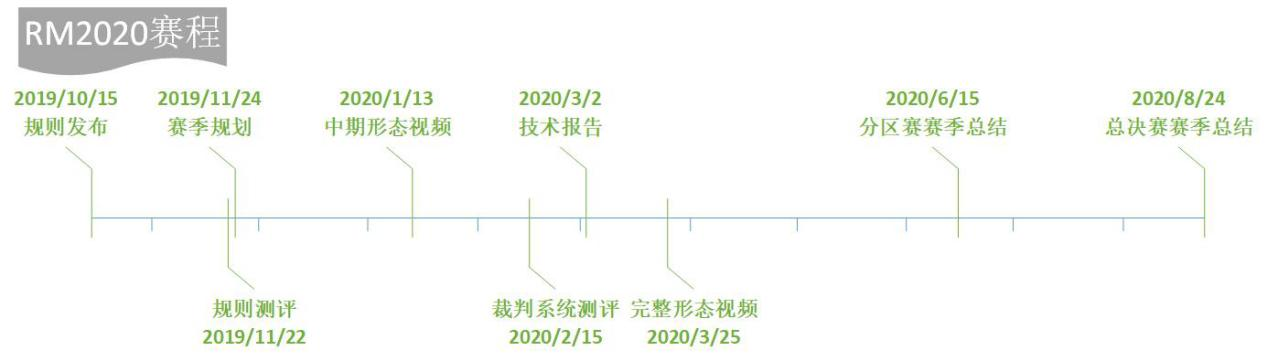 RM2020赛程
2019/10/15
规则发布
2019/11/24
赛季规划
2020/1/13
中期形态视频
2020/3/2
技术报告
2020/6/15
分区赛赛季总结
2020/8/24
总决赛赛季总结
规则测评
2019/11/22
裁判系统测评
2020/2/15
完整形态视频
2020/3/25